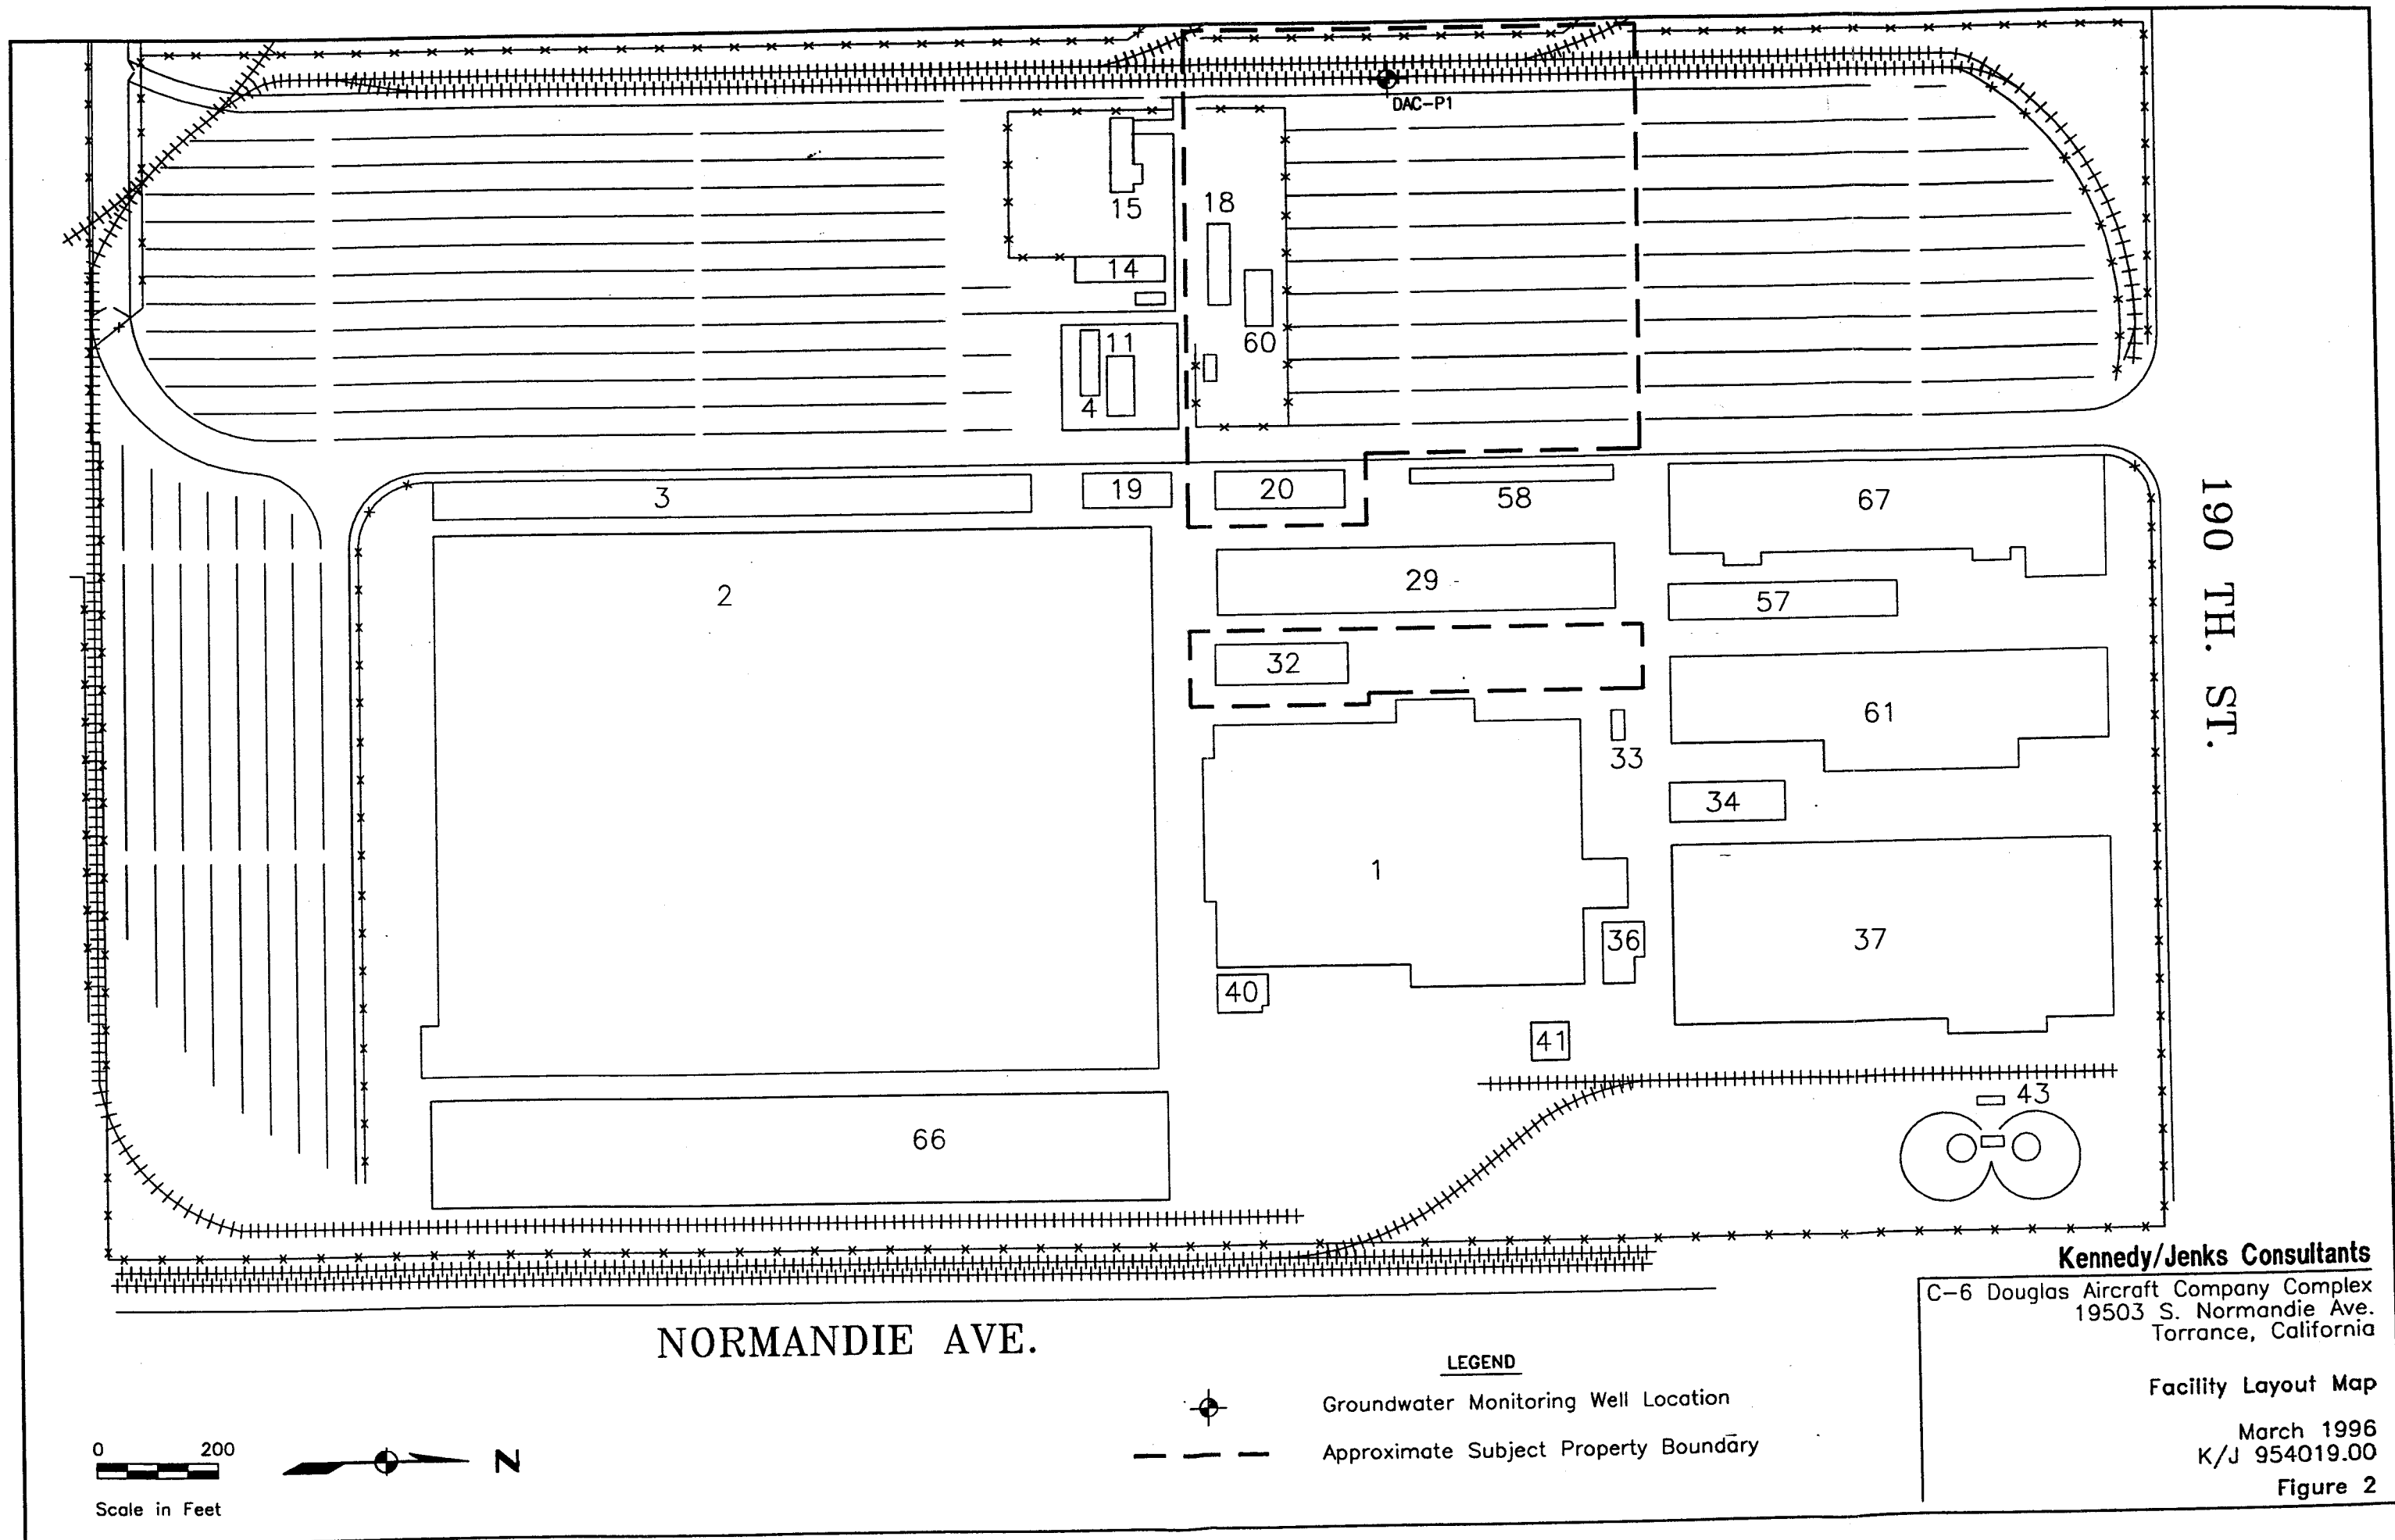 DAC-P1
15
18
14
11
60
4
3
19
20
58
67
2
29
57
32
61
33
34
1
36
37
40
41
43
66
190 TH. ST.
NORMANDIE AVE.
Kennedy/Jenks Consultants
C-6 Douglas Aircraft Company Complex
19503 S. Normandie Ave.
Torrance, California
Facility Layout Map
March 1996
K/J 954019.00
Figure 2
LEGEND
Groundwater Monitoring Well Location
Approximate Subject Property Boundary
0 200
Scale in Feet
N